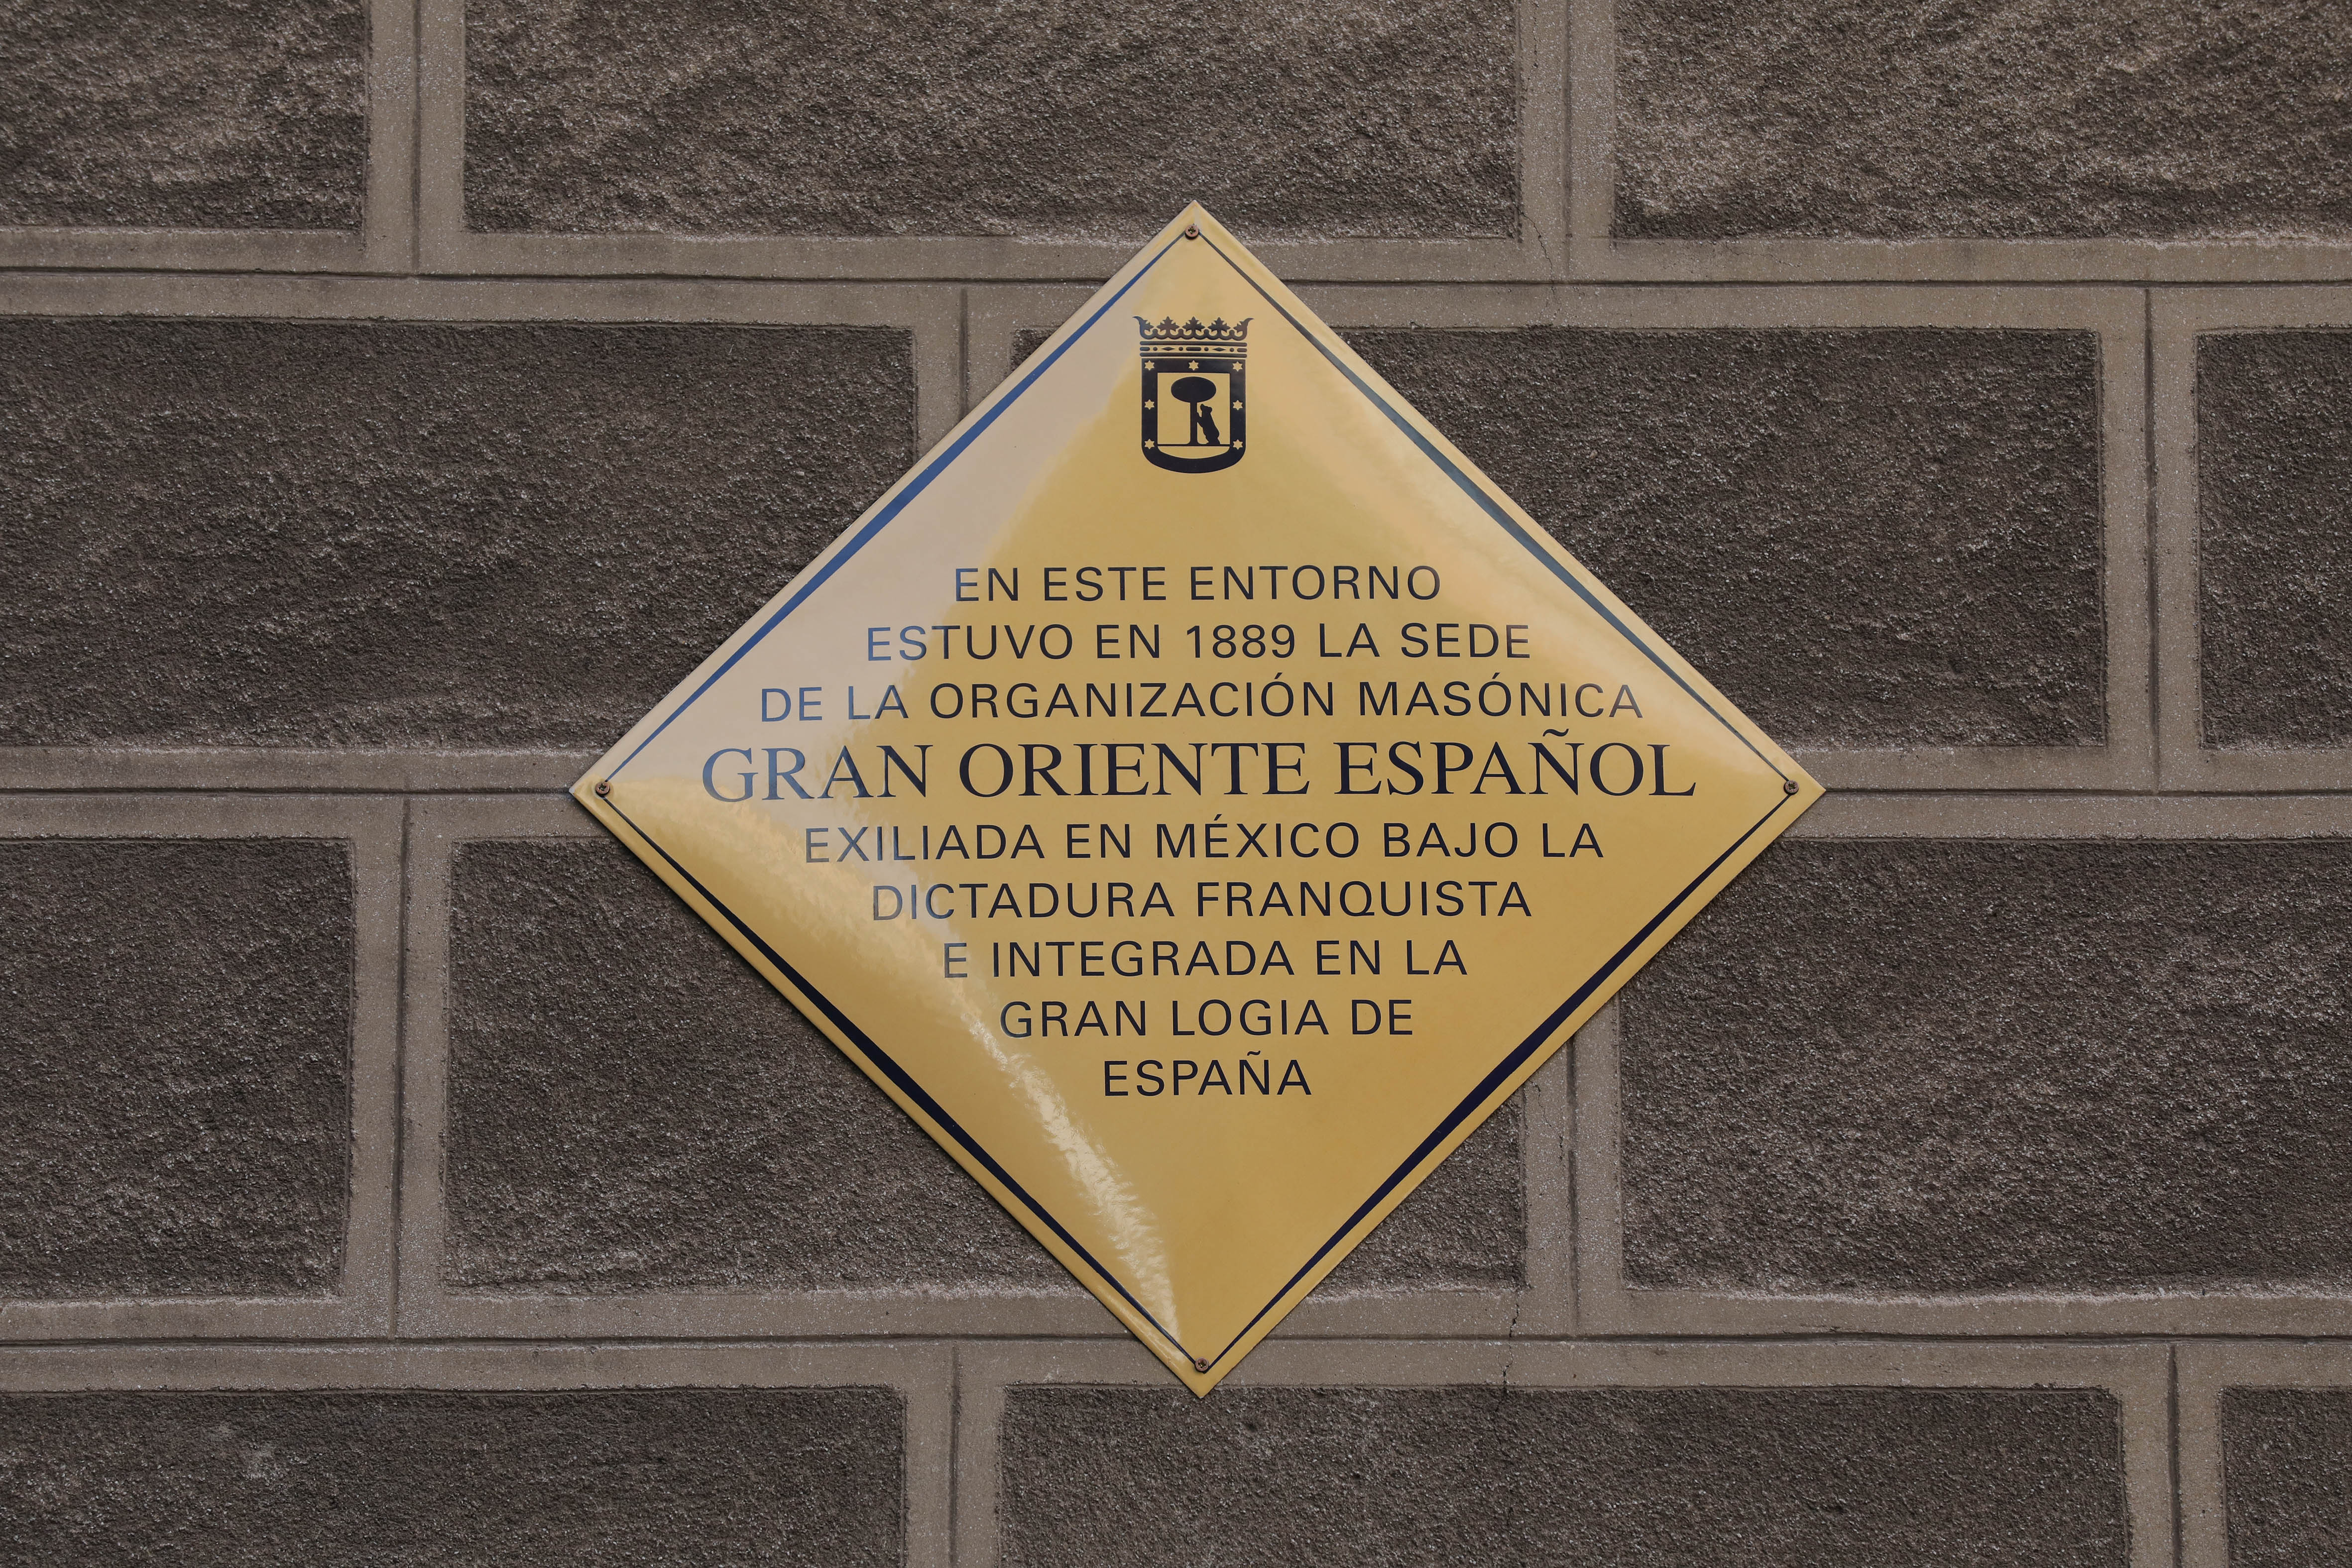 EN ESTE ENTORNO
ESTUVO EN 1889 LA SEDE
DE LA ORGANIZACIÓN MASÓNICA
GRAN ORIENTE ESPAÑOL
EXILIADA EN MÉXICO BAJO LA
DICTADURA FRANQUISTA
E INTEGRADA EN LA
GRAN LOGIA DE
ESPAÑA